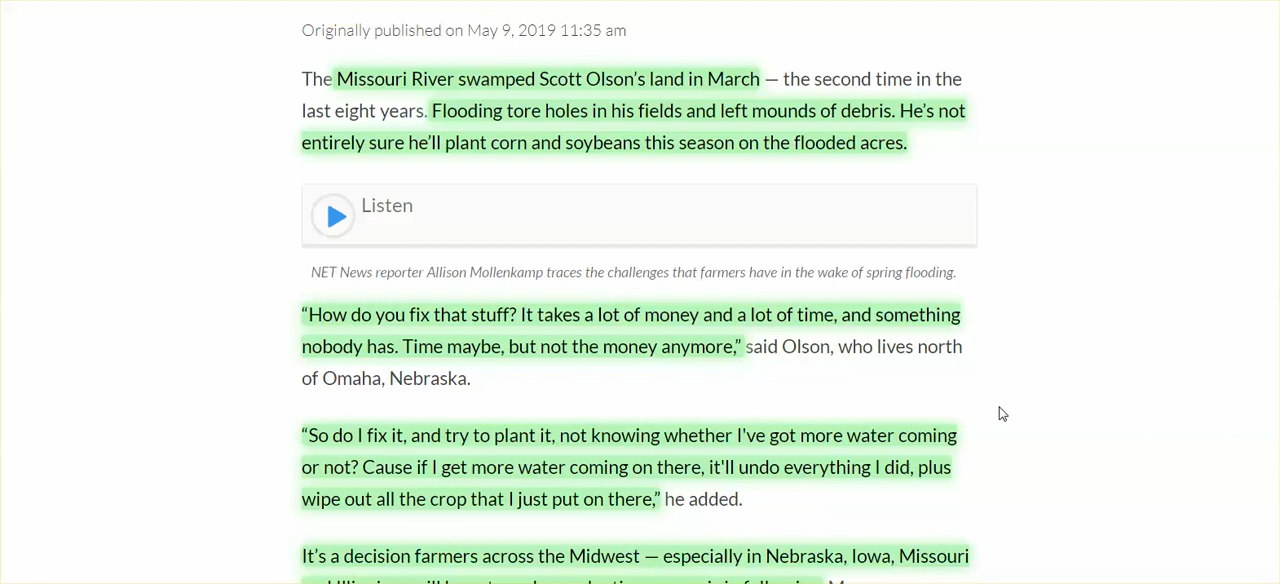 Originally published on May 9, 2019 11:35 am
The Missouri River swamped Scott Olson’s land in March — the second time in the
last eight years. Flooding tore holes in his fields and left mounds of debris. He’s not
entirely sure he’ll plant corn and soybeans this season on the flooded acres.
Listen
NET News reporter Allison Mollenkamp traces the challenges that farmers have in the wake of spring flooding.
“How do you fix that stuff? It takes a lot of money and a lot of time, and something
nobody has. Time maybe, but not the money anymore,” said Olson, who lives north
of Omaha, Nebraska.
“So do I fix it, and try to plant it, not knowing whether I've got more water coming
or not? Cause if I get more water coming on there, it'll undo everything I did, plus
wipe out all the crop that I just put on there,” he added.
It’s a decision farmers across the Midwest — especially in Nebraska, Iowa, Missouri